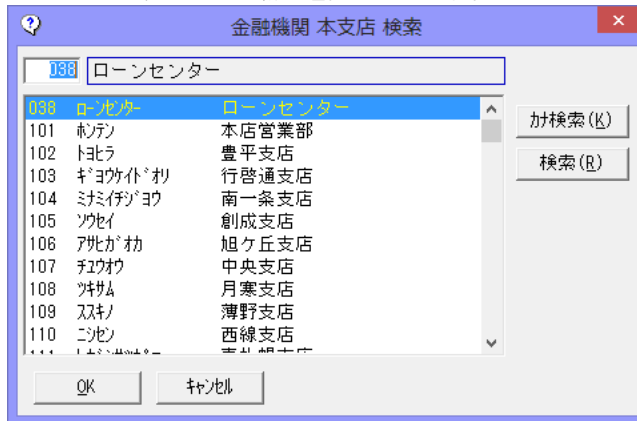 金融機関 本支店 検索
038 ローンセンター
038 ﾛｰﾝｾﾝﾀｰ ローンセンター
101 ﾎﾝﾃﾝ 本店営業部
102 ﾄﾖﾋﾗ 豊平支店
103 ｷﾞﾖｳｹｲﾄﾞｵﾘ 行啓通支店
104 ﾐﾅﾐｲﾁｼﾞﾖｳ 南一条支店
105 ｿｳｾｲ 創成支店
106 ｱｻﾋｶﾞｵｶ 旭ケ丘支店
107 ﾁﾕｳｵｳ 中央支店
108 ﾂｷｻﾑ 月寒支店
109 ｽｽｷﾉ 薄野支店
110 ﾆｼｾﾝ 西線支店
ｶﾅ検索(K)
検索(R)
OK ｷｬﾝｾﾙ